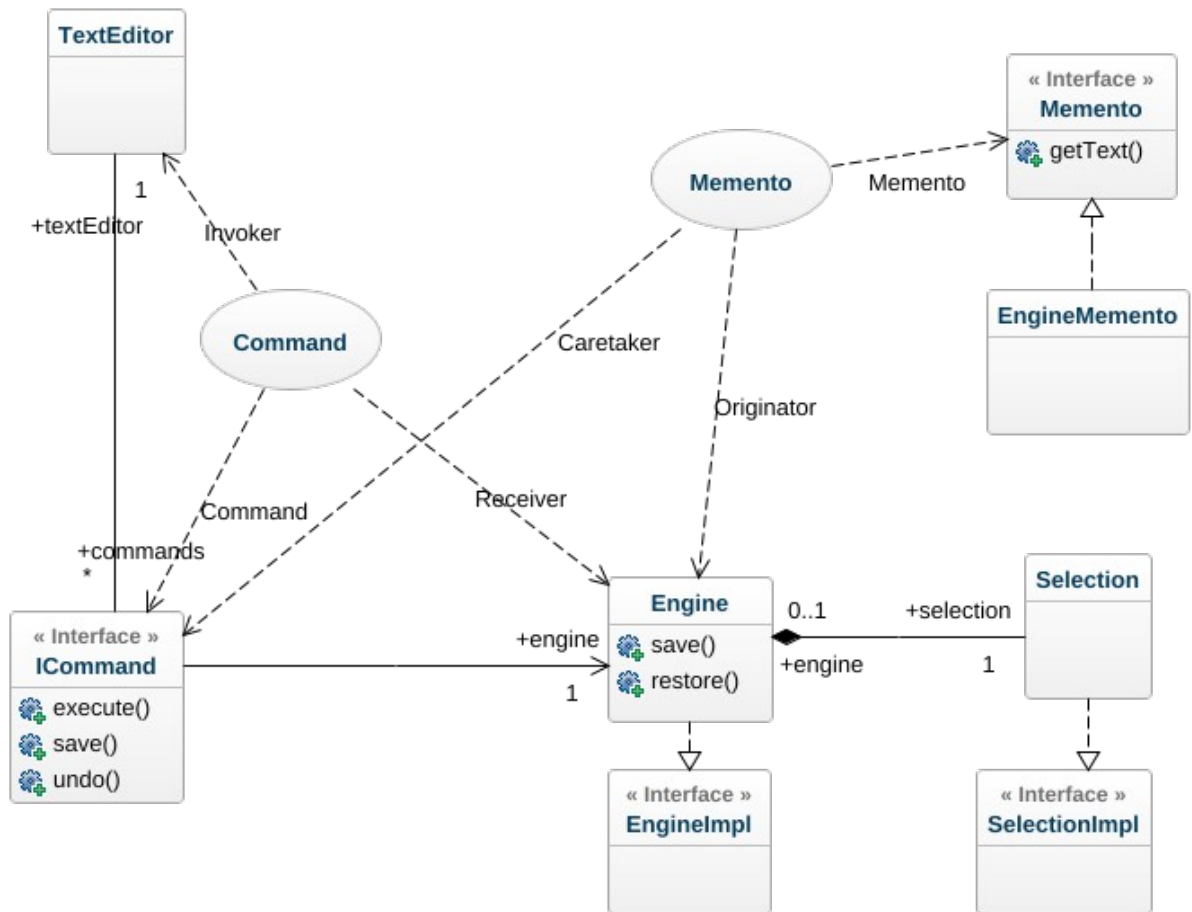 TextEditor
« Interface »
Memento
getText()
Memento
Memento
1
+textEditor
Invoker
EngineMemento
Command
Caretaker
Originator
Receiver
Command
+commands
*
Engine
save()
restore()
0..1
+selection
Selection
« Interface »
ICommand
+engine
+engine
1
1
execute()
save()
undo()
« Interface »
EngineImpl
« Interface »
SelectionImpl